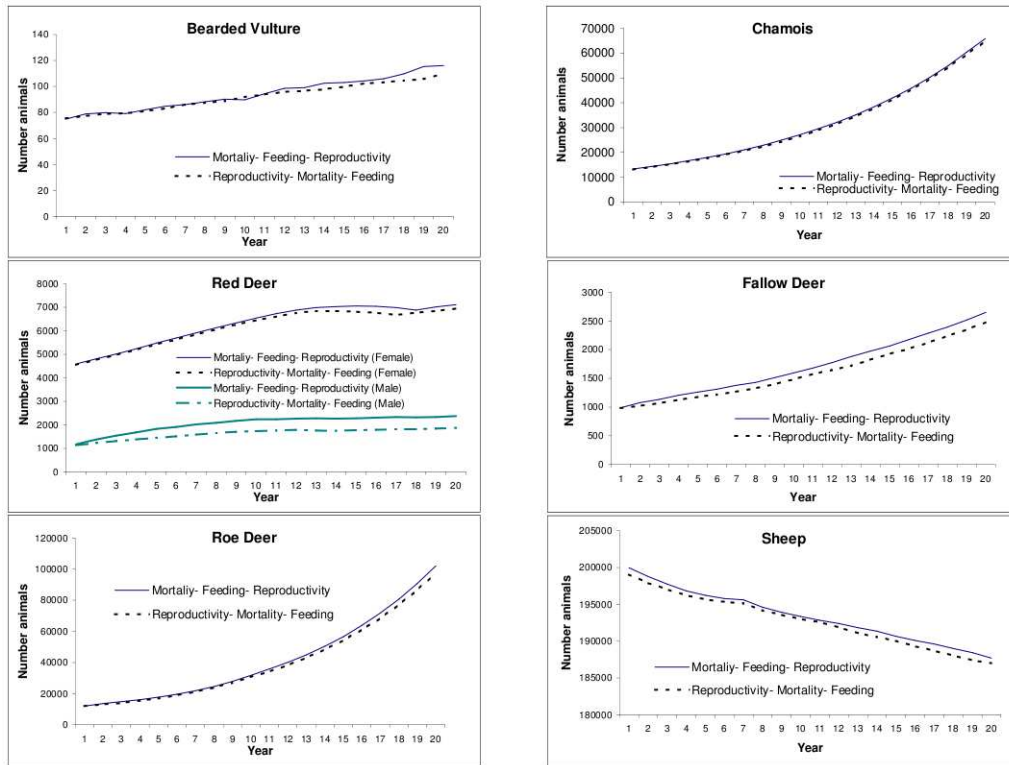 Bearded Vulture
Number animals
140
120
100
80
60
40
20
0
Mortaliy- Feeding- Reproductivity
Reproductivity- Mortality- Feeding
1 2 3 4 5 6 7 8 9 10 11 12 13 14 15 16 17 18 19 20
Year
Chamois
Number animals
70000
60000
50000
40000
30000
20000
10000
0
Mortaliy- Feeding- Reproductivity
Reproductivity- Mortality- Feeding
1 2 3 4 5 6 7 8 9 10 11 12 13 14 15 16 17 18 19 20
Year
Red Deer
Number animals
8000
7000
6000
5000
4000
3000
2000
1000
0
Mortaliy- Feeding- Reproductivity (Female)
Reproductivity- Mortality- Feeding (Female)
Mortaliy- Feeding- Reproductivity (Male)
Reproductivity- Mortality- Feeding (Male)
1 2 3 4 5 6 7 8 9 10 11 12 13 14 15 16 17 18 19 20
Year
Fallow Deer
Number animals
3000
2500
2000
1500
1000
500
0
Mortaliy- Feeding- Reproductivity
Reproductivity- Mortality- Feeding
1 2 3 4 5 6 7 8 9 10 11 12 13 14 15 16 17 18 19 20
Year
Roe Deer
Number animals
120000
100000
80000
60000
40000
20000
0
Mortaliy- Feeding- Reproductivity
Reproductivity- Mortality- Feeding
1 2 3 4 5 6 7 8 9 10 11 12 13 14 15 16 17 18 19 20
Year
Sheep
Number animals
205000
200000
195000
190000
185000
180000
Mortaliy- Feeding- Reproductivity
Reproductivity- Mortality- Feeding
1 2 3 4 5 6 7 8 9 10 11 12 13 14 15 16 17 18 19 20
Year